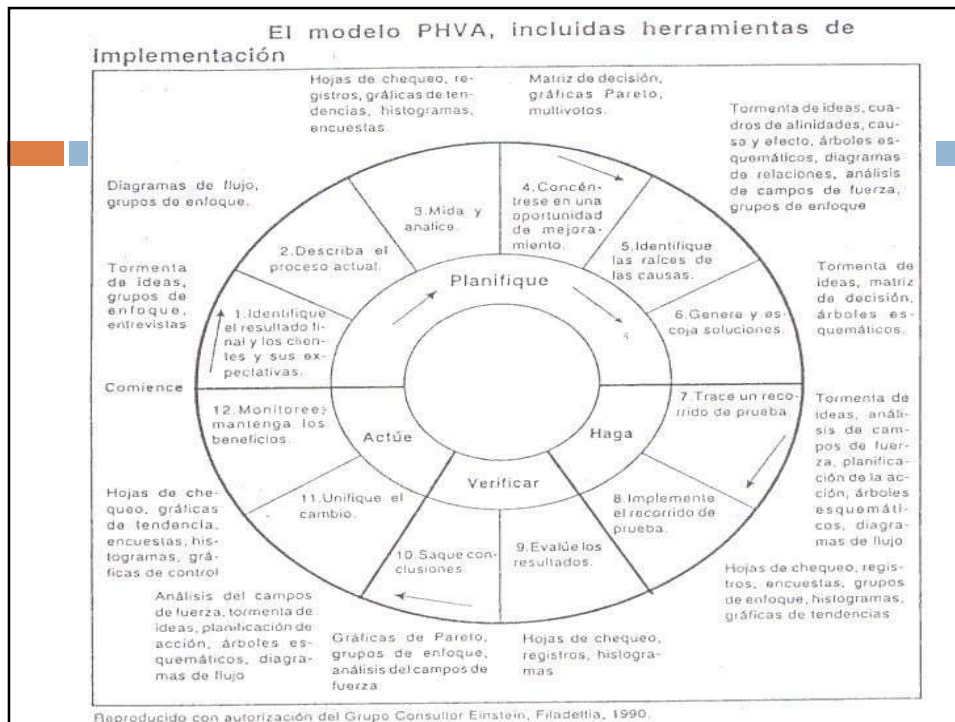 El modelo PHVA, incluidas herramientas de
Implementación
Hojas de chequeo, re-
gistros, gráficas de ten-
dencias, histogramas,
encuestas.
Matriz de decisión,
gráficas Pareto,
multivotos.
Tormenta de ideas, cua-
dros de afinidades, cau-
sa y efecto, árboles es-
quemáticos, diagramas
de relaciones, análisis
de campos de fuerza,
grupos de enfoque
Diagramas de flujo,
grupos de enfoque.
Tormenta
de ideas,
grupos de
enfoque,
entrevistas
Comience
1.Identifique
el resultado fi-
nal y los clien-
tes y sus ex-
pectativas.
2.Describa el
proceso actual.
3.Mida y
analice.
4.Concén-
trese en una
oportunidad
de mejora-
miento.
5.Identifique
las raíces de
las causas.
6.Genere y es-
coja soluciones.
Planifique
Tormenta de
ideas, matriz
de decisión,
árboles es-
quemáticos.
7.Trace un reco-
rrido de prueba.
Haga
8.Implemente
el recorrido de
prueba.
Tormenta de
ideas, análi-
sis de cam-
pos de fuer-
za, planifica-
ción de la ac-
ción, árboles
esquemáti-
cos, diagra-
mas de flujo
Hojas de chequeo, regis-
tros, encuestas, grupos
de enfoque, histogramas,
gráficas de tendencias
Verificar
9.Evalúe los
resultados.
10.Saque con-
clusiones.
Hojas de chequeo,
registros, histogra-
mas
Gráficas de Pareto,
grupos de enfoque,
análisis del campos de
fuerza
Actúe
11.Unifique el
cambio.
12.Monitoree;
mantenga los
beneficios.
Hojas de che-
queo, gráficas
de tendencia,
encuestas, his-
togramas, grá-
ficas de control
Análisis del campos
de fuerza, tormenta de
ideas, planificación de
acción, árboles es-
quemáticos, diagra-
mas de flujo
Reproducido con autorización del Grupo Consultor Einstein, Filadelfia, 1990.